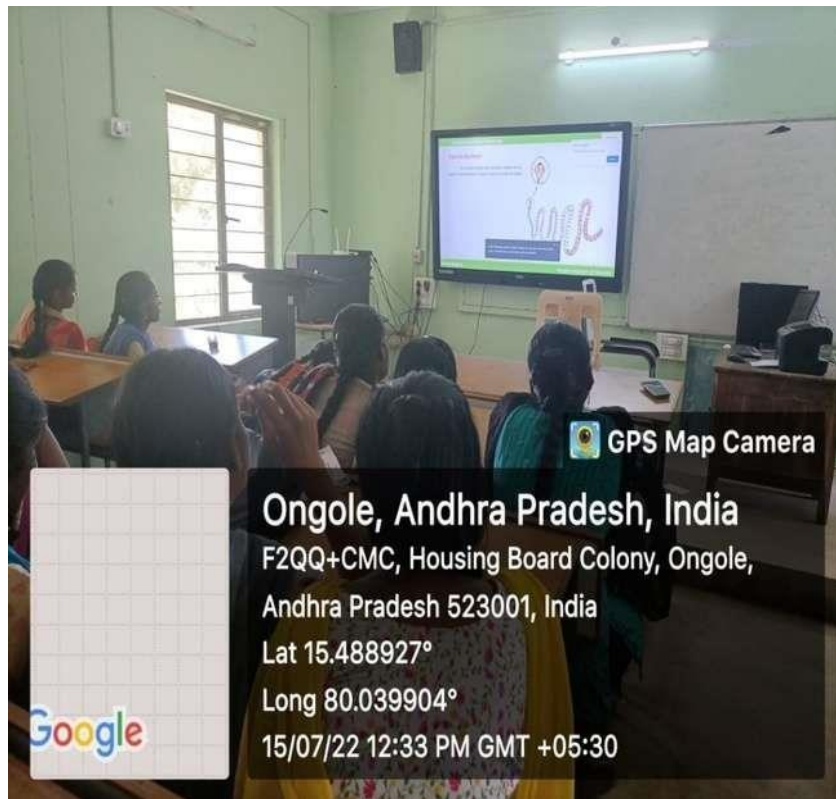 GPS Map Camera
Ongole, Andhra Pradesh, India
F2QQ+CMC, Housing Board Colony, Ongole,
Andhra Pradesh 523001, India
Lat 15.488927°
Long 80.039904°
15/07/22 12:33 PM GMT +05:30
Google